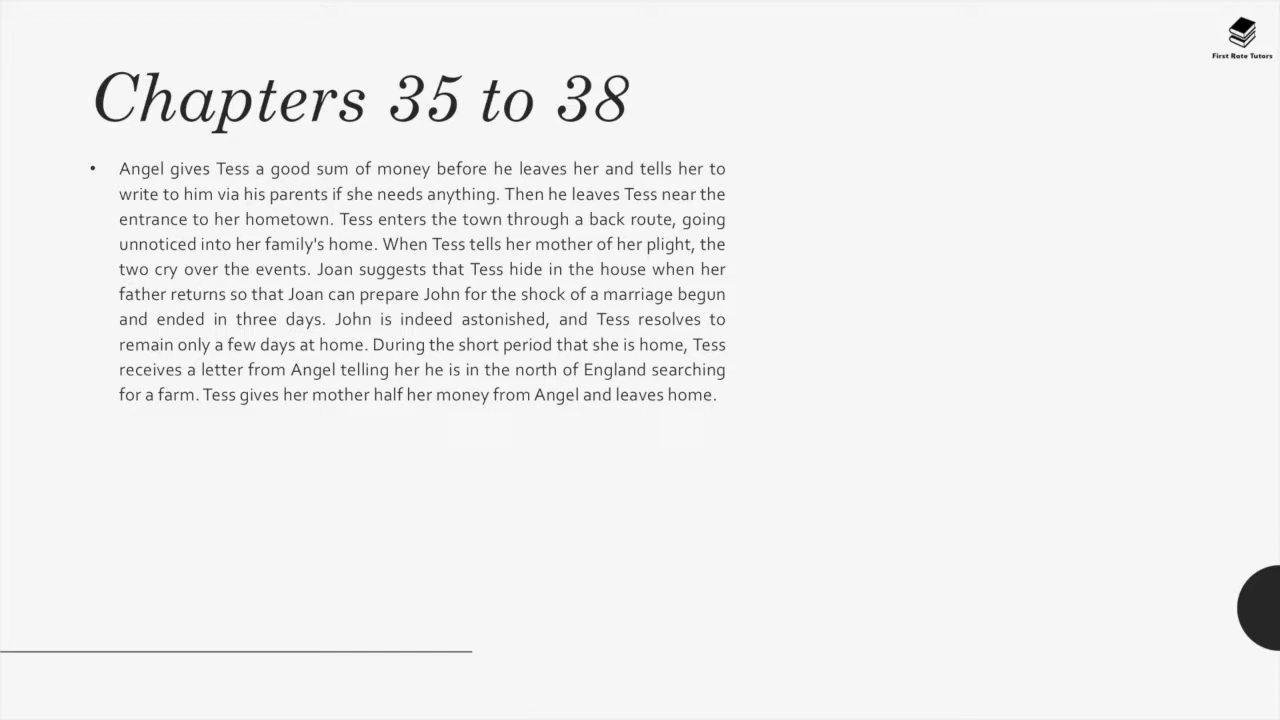 First Rate Tutors
Chapters 35 to 38
• Angel gives Tess a good sum of money before he leaves her and tells her to
write to him via his parents if she needs anything. Then he leaves Tess near the
entrance to her hometown. Tess enters the town through a back route, going
unnoticed into her family's home. When Tess tells her mother of her plight, the
two cry over the events. Joan suggests that Tess hide in the house when her
father returns so that Joan can prepare John for the shock of a marriage begun
and ended in three days. John is indeed astonished, and Tess resolves to
remain only a few days at home. During the short period that she is home, Tess
receives a letter from Angel telling her he is in the north of England searching
for a farm. Tess gives her mother half her money from Angel and leaves home.